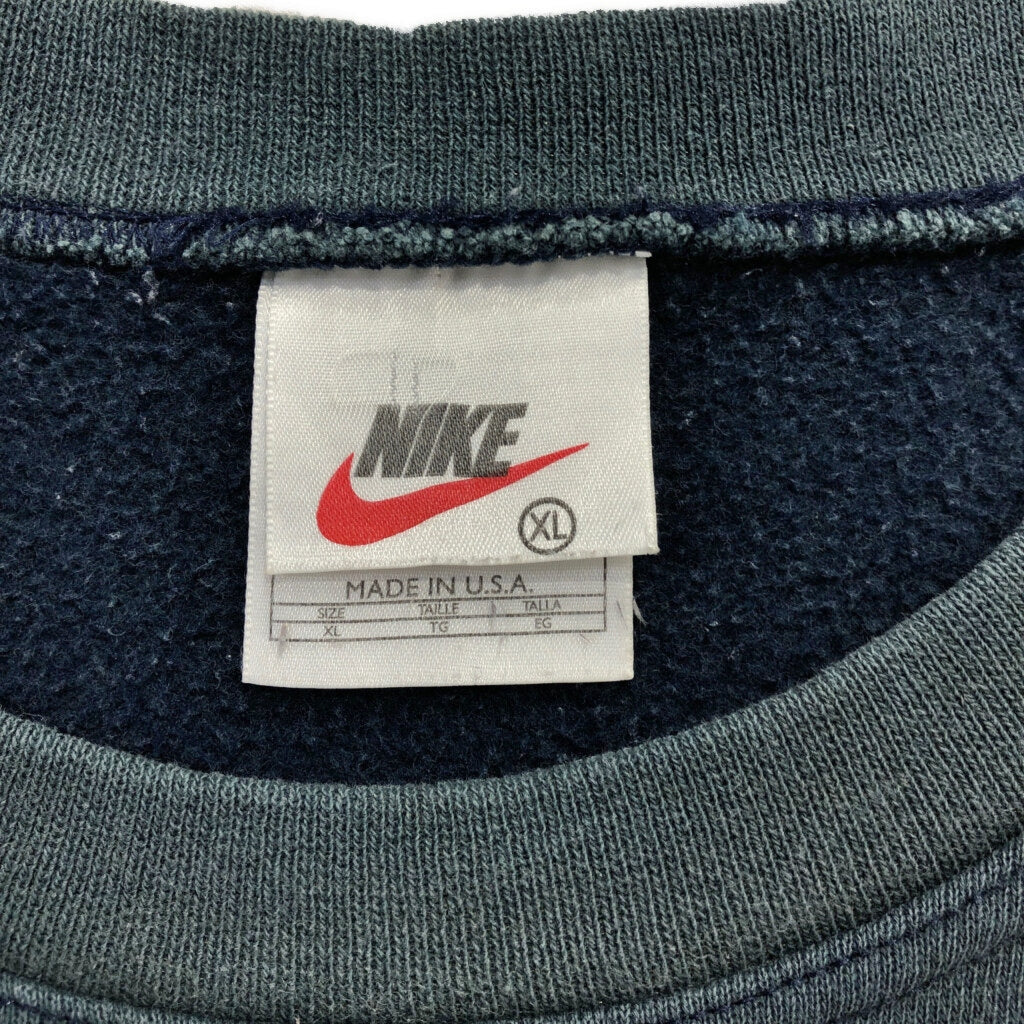 NIKE
XL
MADE IN U.S.A.
SIZE TAILLE TALLA
XL TG EG